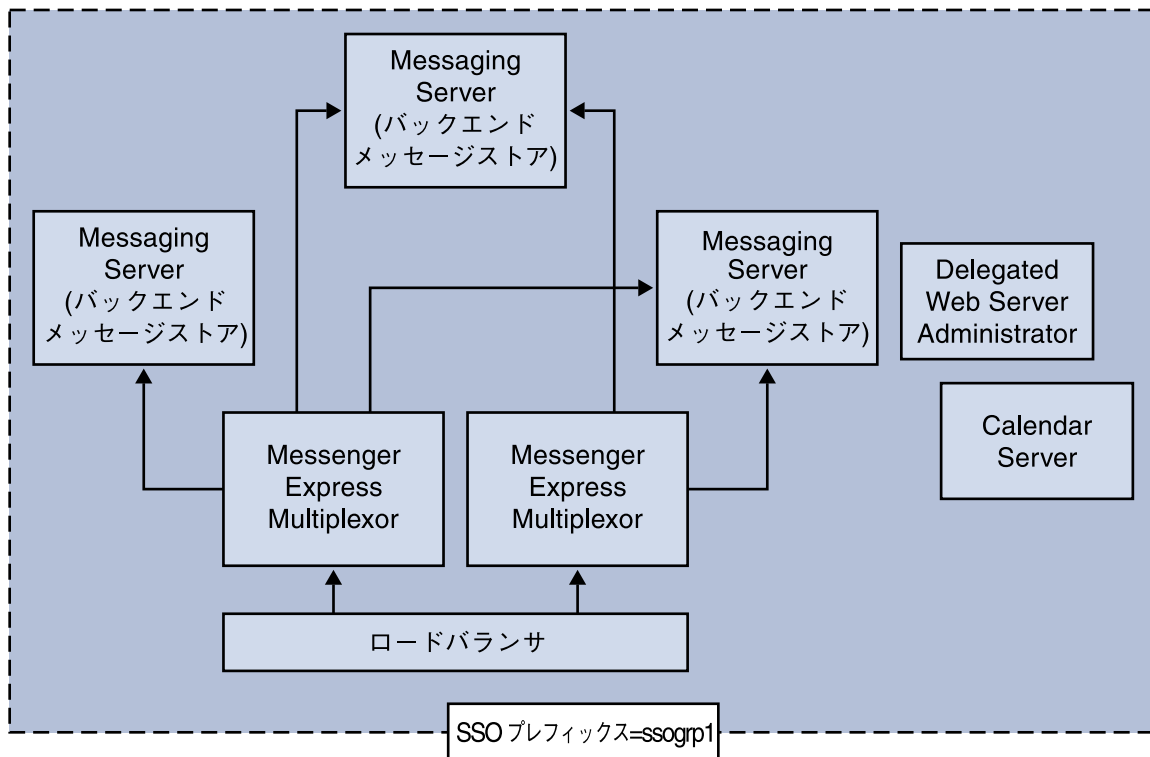 Messaging
Server
(バックエンド
メッセージストア)
Messaging
Server
(バックエンド
メッセージストア)
Messaging
Server
(バックエンド
メッセージストア)
Delegated
Web Server
Administrator
Calendar
Server
Messenger
Express
Multiplexor
Messenger
Express
Multiplexor
ロードバランサ
SSO プレフィックス=ssogrp1